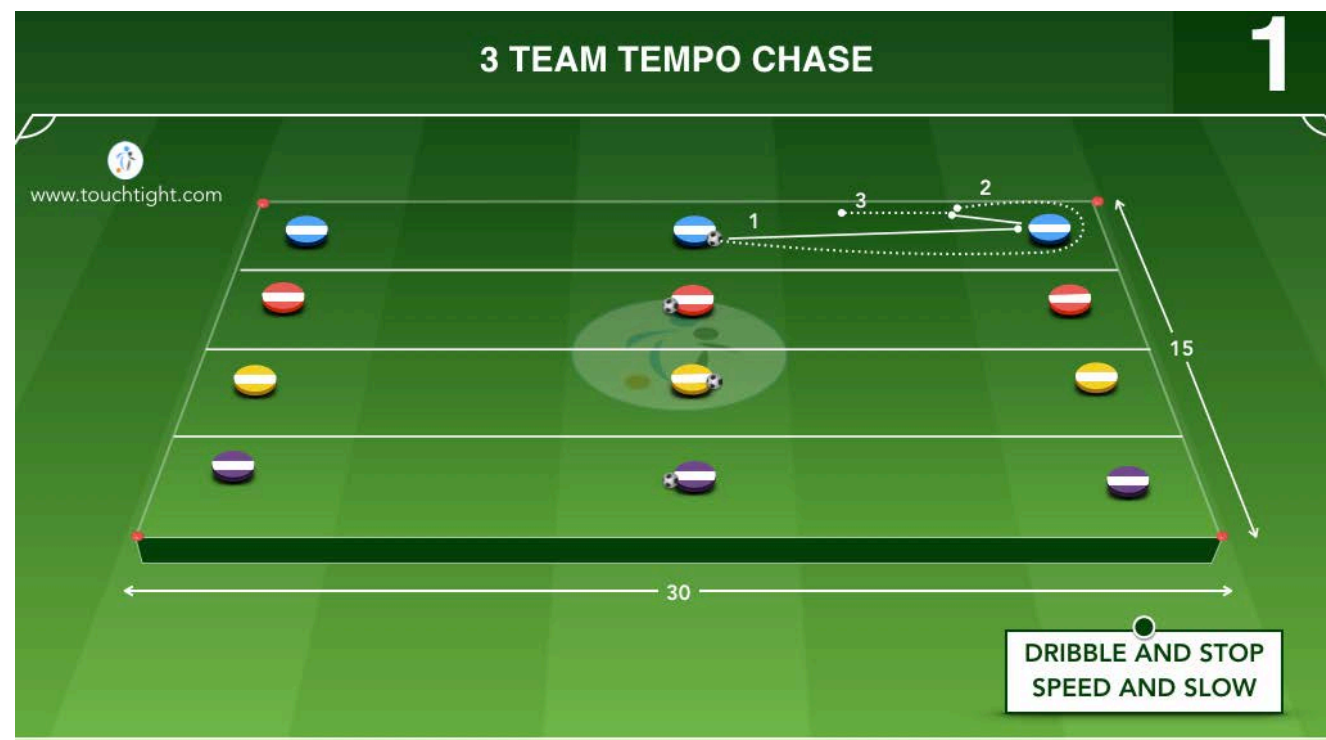 3 TEAM TEMPO CHASE
1
www.touchtight.com
2
3
1
15
30
DRIBBLE AND STOP
SPEED AND SLOW